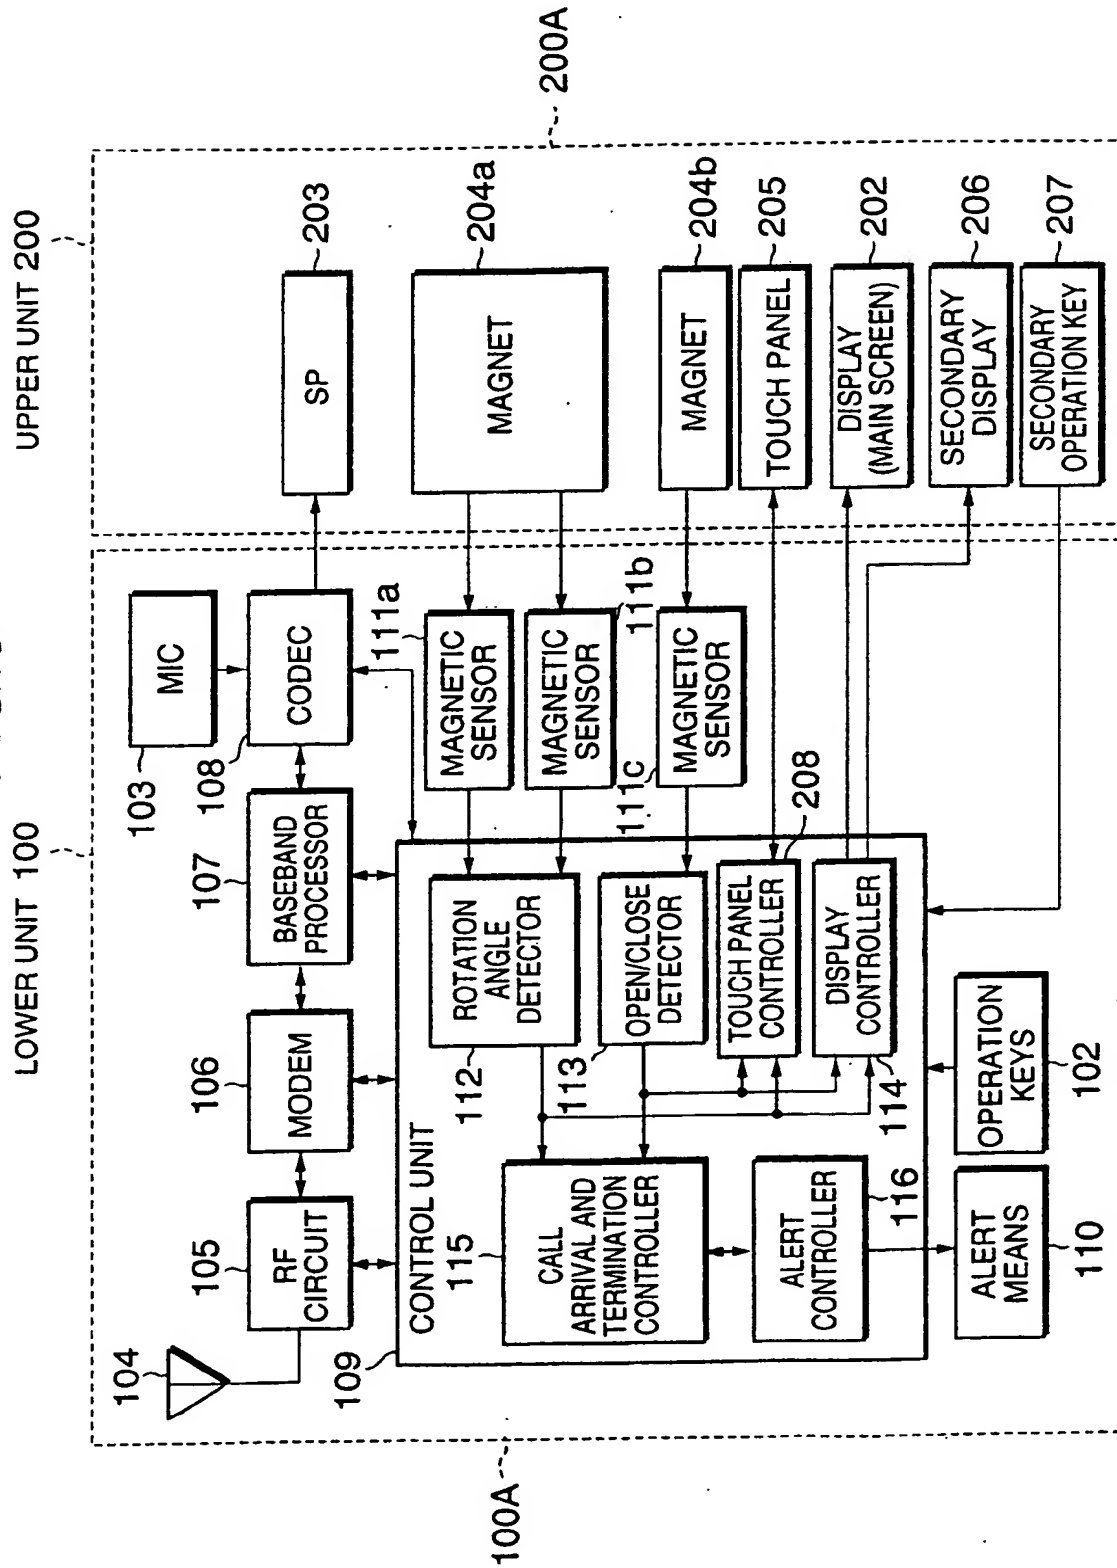 LOWER UNIT 100
UPPER UNIT 200
100A
200A
104
105
RF
CIRCUIT
106
MODEM
107
BASEBAND
PROCESSOR
108
CODEC
103
MIC
SP
203
109
CONTROL UNIT
115
CALL
ARRIVAL AND
TERMINATION
CONTROLLER
112
ROTATION
ANGLE
DETECTOR
111a
MAGNETIC
SENSOR
MAGNETIC
SENSOR
111b
MAGNET
204a
113
OPEN/CLOSE
DETECTOR
111c
MAGNETIC
SENSOR
MAGNET
204b
TOUCH PANEL
CONTROLLER
208
TOUCH PANEL
205
114
DISPLAY
CONTROLLER
DISPLAY
(MAIN SCREEN)
202
SECONDARY
DISPLAY
206
SECONDARY
OPERATION KEY
207
ALERT
CONTROLLER
116
ALERT
MEANS
110
OPERATION
KEYS
102